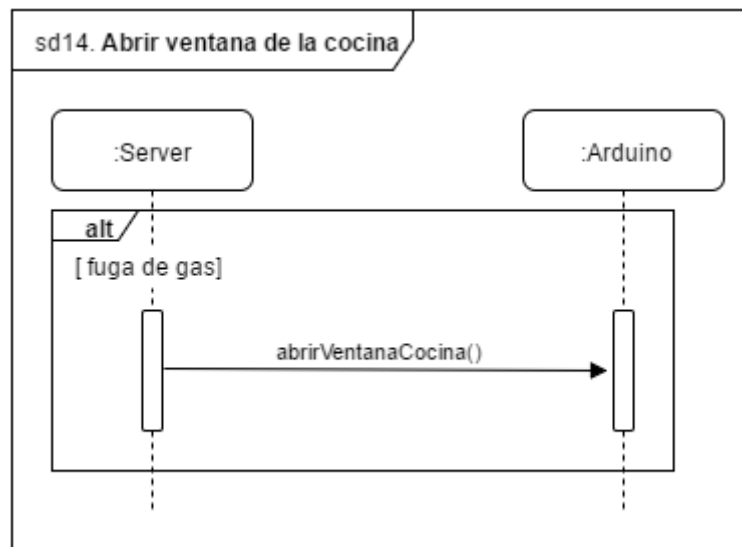 sd14. Abrir ventana de la cocina
:Server
:Arduino
alt
[ fuga de gas]
abrirVentanaCocina()